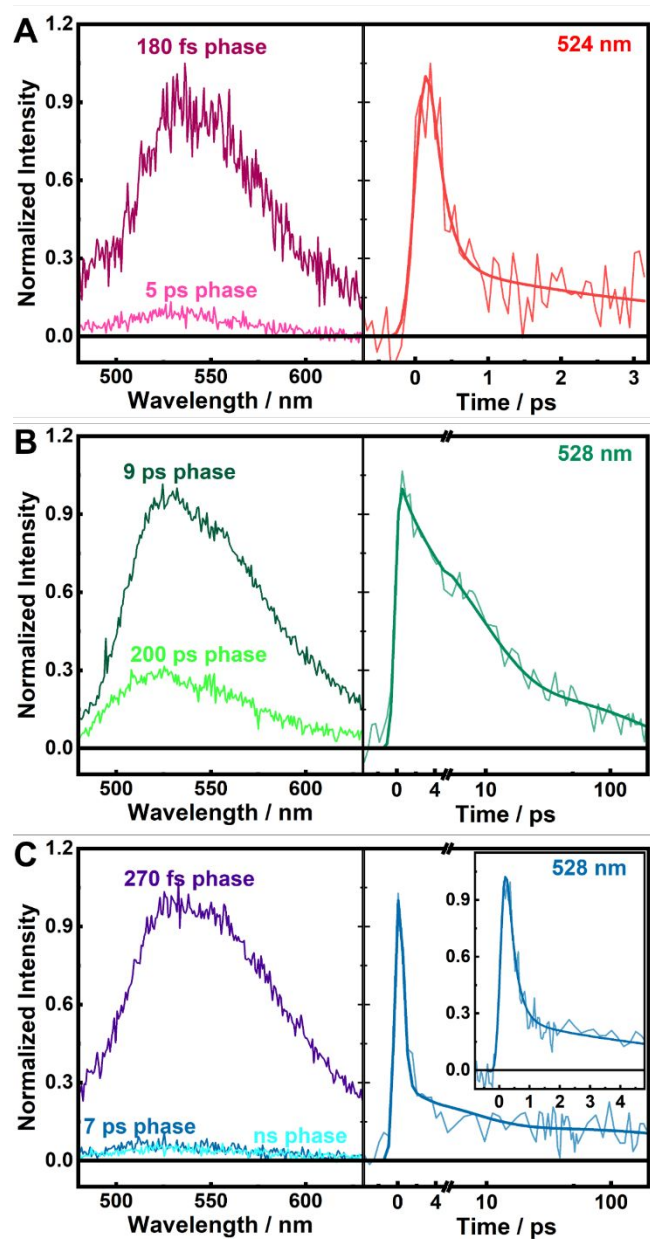 A
180 fs phase
5 ps phase
524 nm
Normalized Intensity
1.2
0.9
0.6
0.3
0.0
500 550 600
Wavelength / nm
0 1 2 3
Time / ps
B
9 ps phase
200 ps phase
528 nm
Normalized Intensity
1.2
0.9
0.6
0.3
0.0
500 550 600
Wavelength / nm
0 4 10 100
Time / ps
C
270 fs phase
7 ps phase
ns phase
528 nm
Normalized Intensity
1.2
0.9
0.6
0.3
0.0
500 550 600
Wavelength / nm
0.9
0.6
0.3
0.0
0 1 2 3 4
0 4 10 100
Time / ps